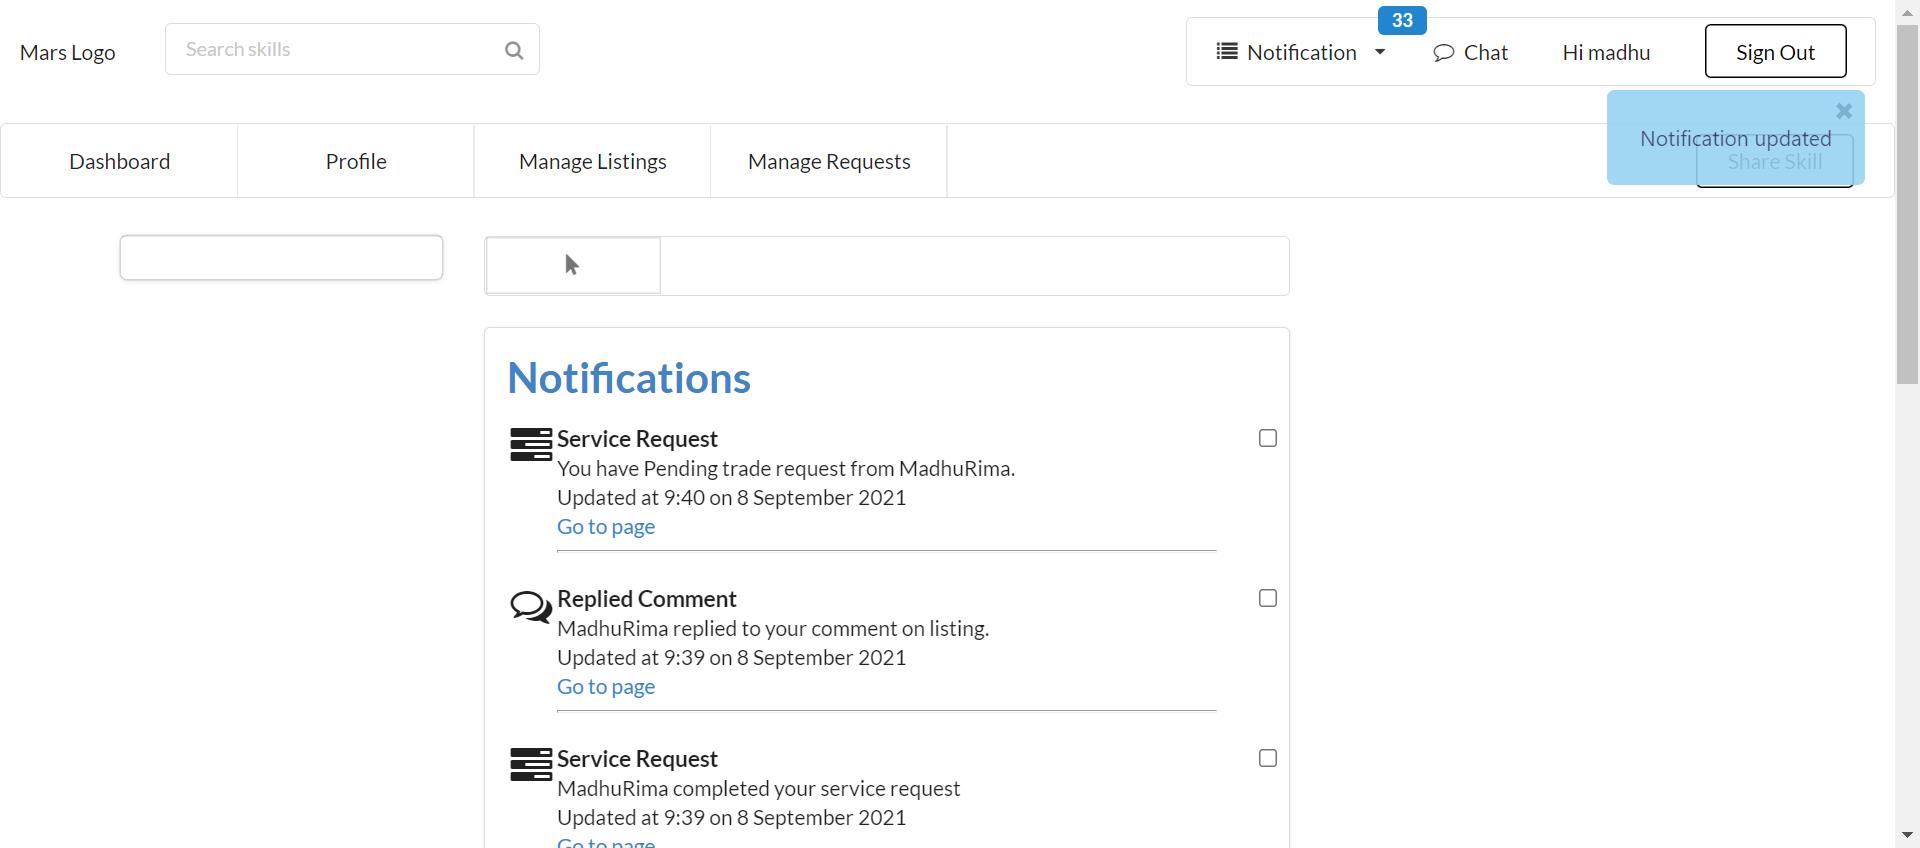 Mars Logo
Search skills
Notification
33
Chat
Hi madhu
Sign Out
Notification updated
Dashboard
Profile
Manage Listings
Manage Requests
Share Skill
Notifications
Service Request
You have Pending trade request from MadhuRima.
Updated at 9:40 on 8 September 2021
Go to page
Replied Comment
MadhuRima replied to your comment on listing.
Updated at 9:39 on 8 September 2021
Go to page
Service Request
MadhuRima completed your service request
Updated at 9:39 on 8 September 2021
Go to page